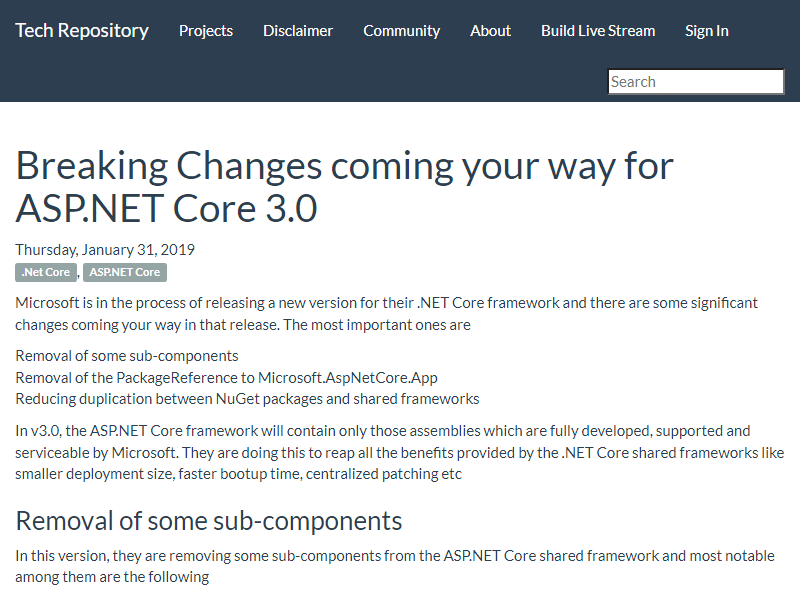 Tech Repository Projects Disclaimer Community About Build Live Stream Sign In
Search
Breaking Changes coming your way for
ASP.NET Core 3.0
Thursday, January 31, 2019
.Net Core, ASP.NET Core
Microsoft is in the process of releasing a new version for their .NET Core framework and there are some significant
changes coming your way in that release. The most important ones are
Removal of some sub-components
Removal of the PackageReference to Microsoft.AspNetCore.App
Reducing duplication between NuGet packages and shared frameworks
In v3.0, the ASP.NET Core framework will contain only those assemblies which are fully developed, supported and
serviceable by Microsoft. They are doing this to reap all the benefits provided by the .NET Core shared frameworks like
smaller deployment size, faster bootup time, centralized patching etc
Removal of some sub-components
In this version, they are removing some sub-components from the ASP.NET Core shared framework and most notable
among them are the following